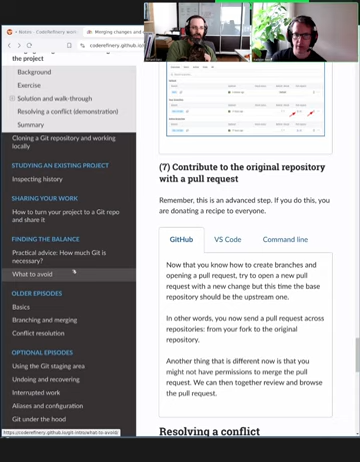 Merging changes and c
coderefinery.github.io
the project
Background
Exercise
Solution and walk-through
Resolving a conflict (demonstration)
Summary
Cloning a Git repository and working
locally
STUDYING AN EXISTING PROJECT
Inspecting history
SHARING YOUR WORK
How to turn your project to a Git repo
and share it
FINDING THE BALANCE
Practical advice: How much Git is
necessary?
What to avoid
OLDER EPISODES
Basics
Branching and merging
Conflict resolution
OPTIONAL EPISODES
Using the Git staging area
Undoing and recovering
Interrupted work
Aliases and configuration
Git under the hood
https://coderefinery.github.io/git-intro/what-to-avoid/
(7) Contribute to the original repository
with a pull request
Remember, this is an advanced step. If you do this, you
are donating a recipe to everyone.
GitHub VS Code Command line
Now that you know how to create branches and
opening a pull request, try to open a new pull
request with a new change but this time the base
repository should be the upstream one.
In other words, you now send a pull request across
repositories: from your fork to the original
repository.
Another thing that is different now is that you
might not have permissions to merge the pull
request. We can then together review and browse
the pull request.
Resolving a conflict